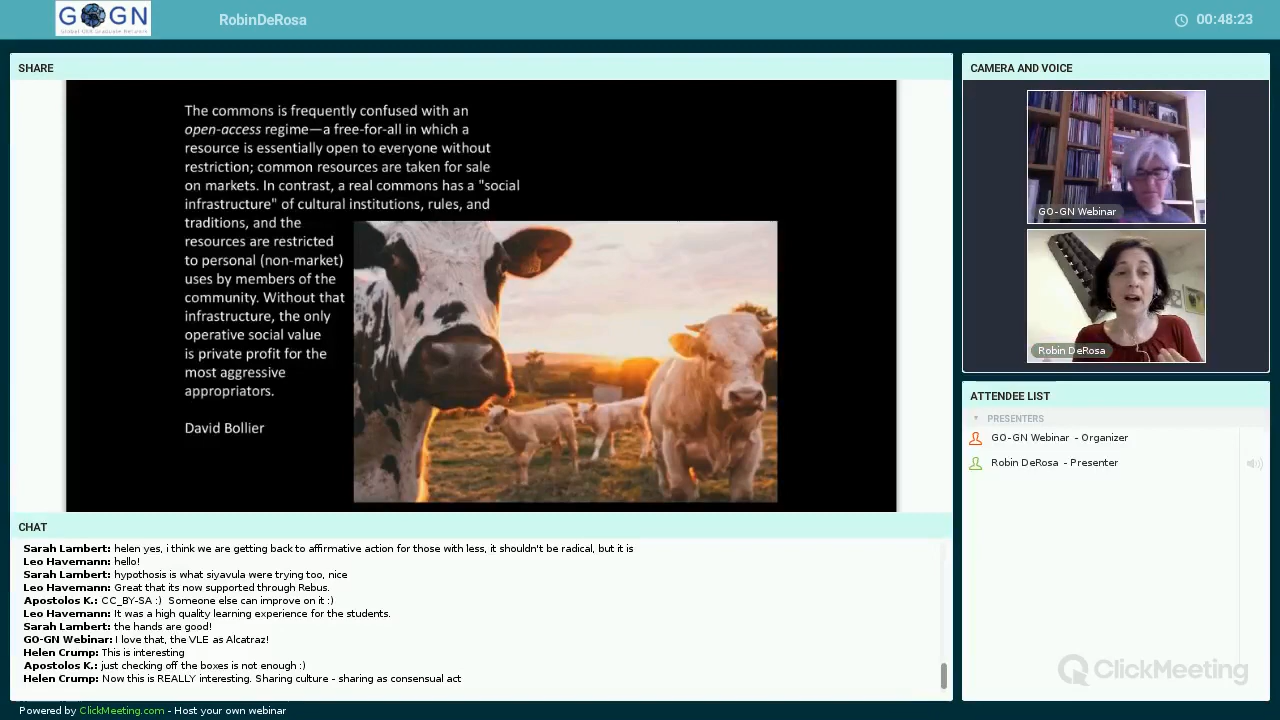 GOGN
Global OER Graduate Network
RobinDeRosa
00:48:23
SHARE
The commons is frequently confused with an
open-access regime—a free-for-all in which a
resource is essentially open to everyone without
restriction; common resources are taken for sale
on markets. In contrast, a real commons has a "social
infrastructure" of cultural institutions, rules, and
traditions, and the
resources are restricted
to personal (non-market)
uses by members of the
community. Without that
infrastructure, the only
operative social value
is private profit for the
most aggressive
appropriators.
David Bollier
CHAT
Sarah Lambert: helen yes, i think we are getting back to affirmative action for those with less, it shouldn't be radical, but it is
Leo Havemann: hello!
Sarah Lambert: hypothosis is what siyavula were trying too, nice
Leo Havemann: Great that its now supported through Rebus.
Apostolos K.: CC_BY-SA :) Someone else can improve on it :)
Leo Havemann: It was a high quality learning experience for the students.
Sarah Lambert: the hands are good!
GO-GN Webinar: I love that, the VLE as Alcatraz!
Helen Crump: This is interesting
Apostolos K.: just checking off the boxes is not enough :)
Helen Crump: Now this is REALLY interesting. Sharing culture - sharing as consensual act
CAMERA AND VOICE
GO-GN Webinar
Robin DeRosa
ATTENDEE LIST
PRESENTERS
GO-GN Webinar - Organizer
Robin DeRosa - Presenter
ClickMeeting
Powered by ClickMeeting.com - Host your own webinar